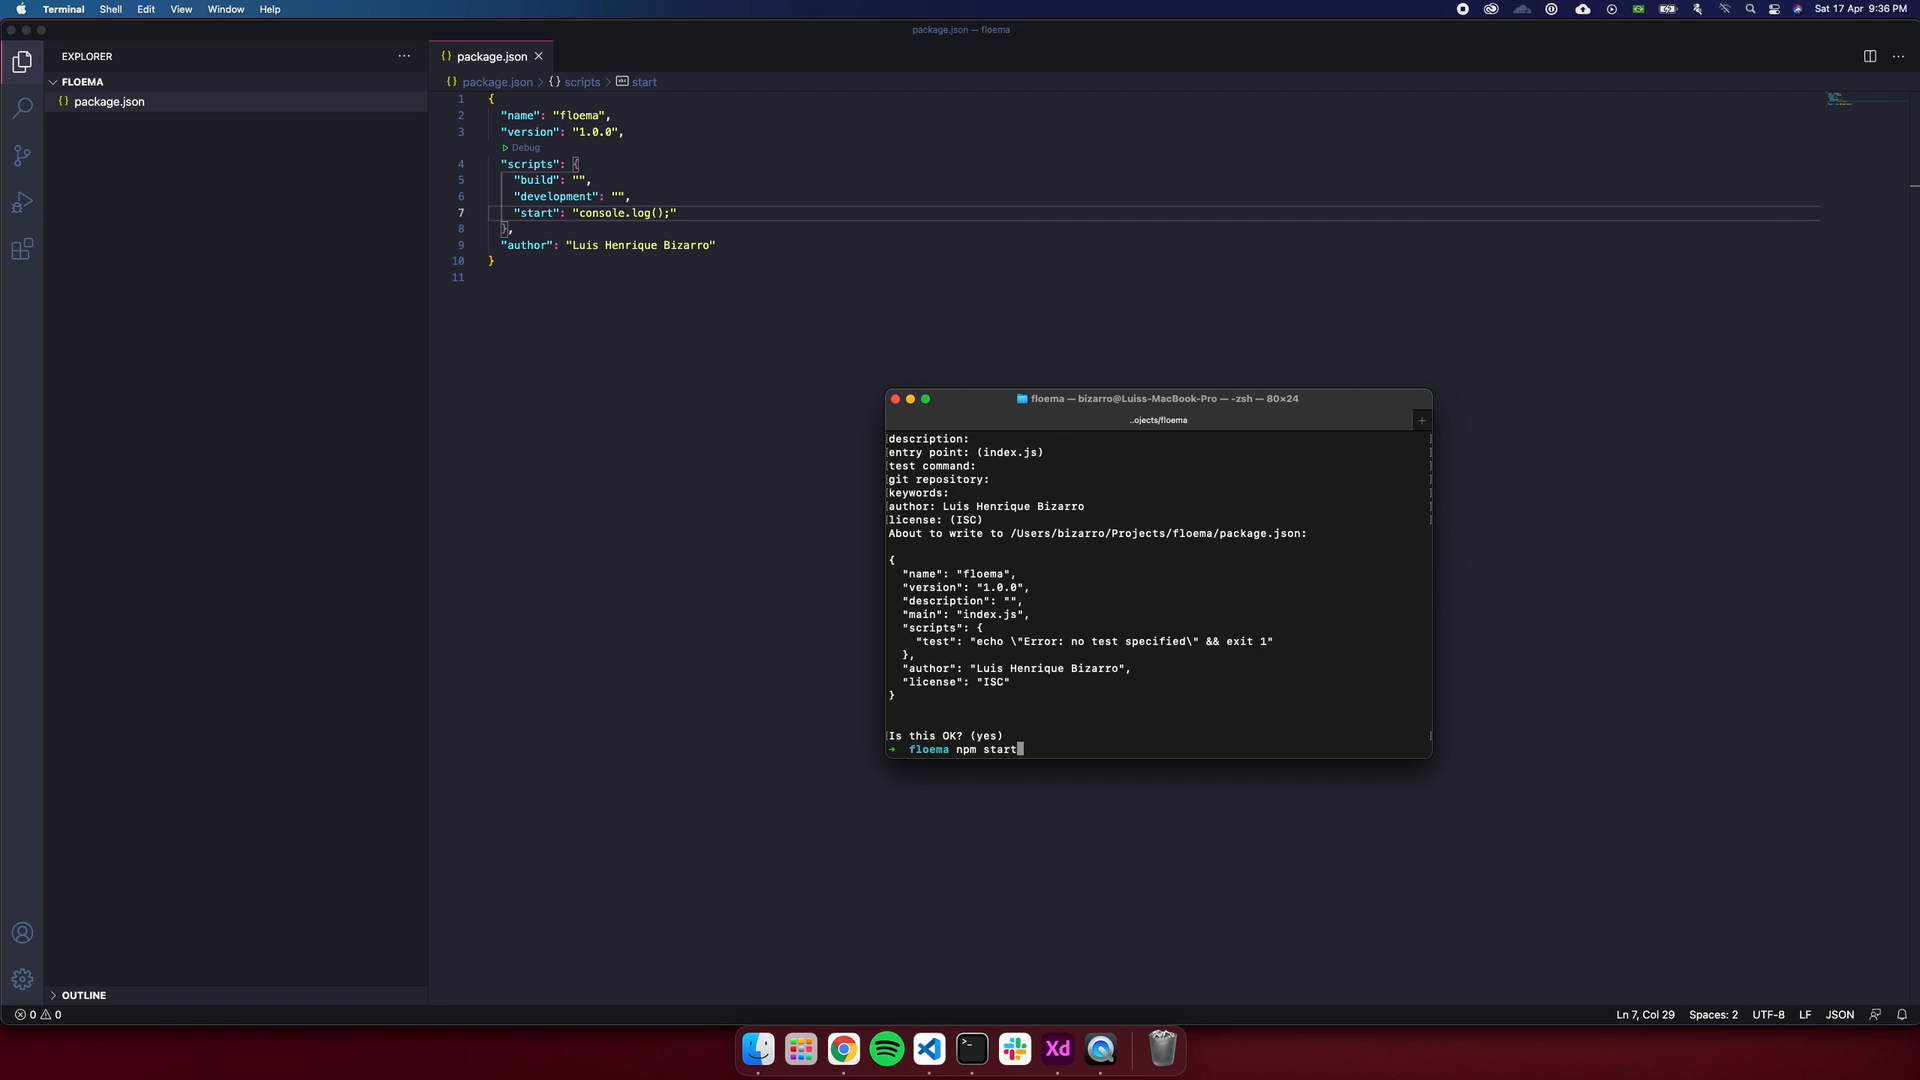 Terminal Shell Edit View Window Help
Sat 17 Apr 9:36 PM
package.json — floema
EXPLORER
package.json
FLOEMA
package.json
package.json > {} scripts > start
1 {
2 "name": "floema",
3 "version": "1.0.0",
Debug
4 "scripts": {
5 "build": "",
6 "development": "",
7 "start": "console.log();"
8 },
9 "author": "Luis Henrique Bizarro"
10 }
11
floema — bizarro@Luiss-MacBook-Pro — -zsh — 80×24
..ojects/floema
description:
entry point: (index.js)
test command:
git repository:
keywords:
author: Luis Henrique Bizarro
license: (ISC)
About to write to /Users/bizarro/Projects/floema/package.json:
{
"name": "floema",
"version": "1.0.0",
"description": "",
"main": "index.js",
"scripts": {
"test": "echo \"Error: no test specified\" && exit 1"
},
"author": "Luis Henrique Bizarro",
"license": "ISC"
}
Is this OK? (yes)
→ floema npm start
OUTLINE
0 0
Ln 7, Col 29 Spaces: 2 UTF-8 LF JSON
Xd